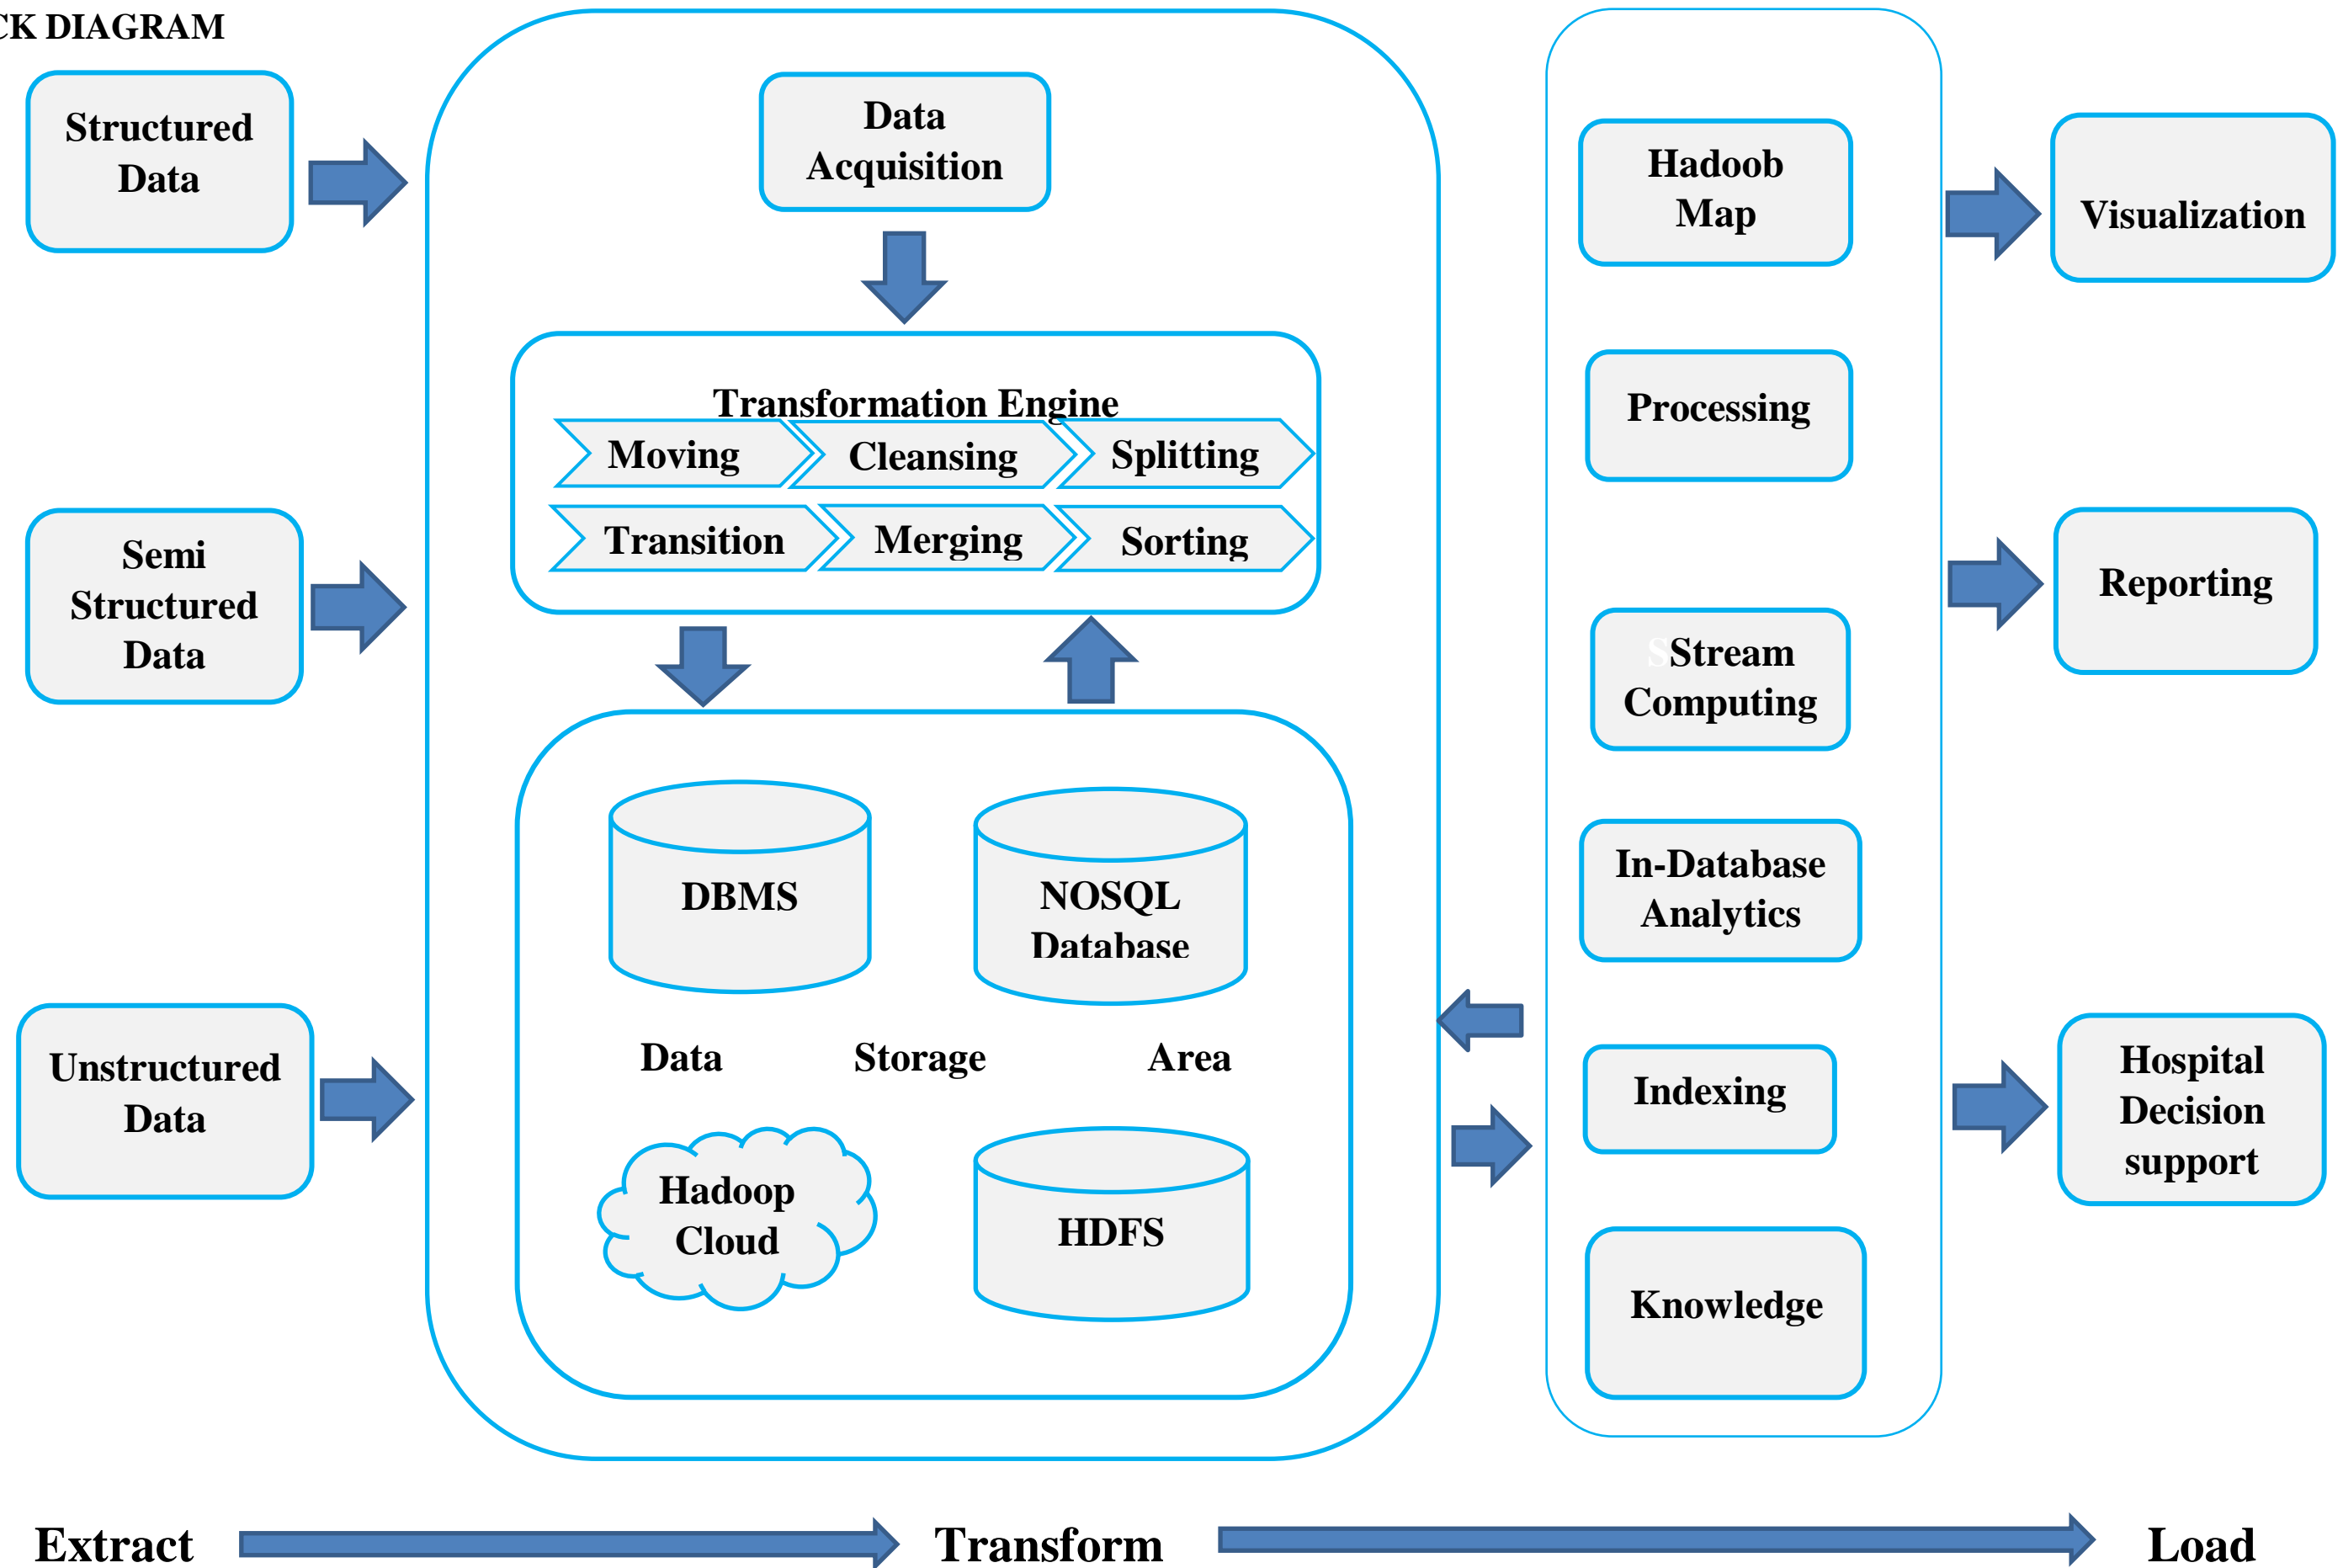 CK DIAGRAM
Structured
Data
Semi
Structured
Data
Unstructured
Data
Data
Acquisition
Transformation Engine
Moving Cleansing Splitting
Transition Merging Sorting
DBMS
NOSQL
Database
Data Storage Area
Hadoop
Cloud
HDFS
Hadoob
Map
Processing
SStream
Computing
In-Database
Analytics
Indexing
Knowledge
Visualization
Reporting
Hospital
Decision
support
Extract Transform Load